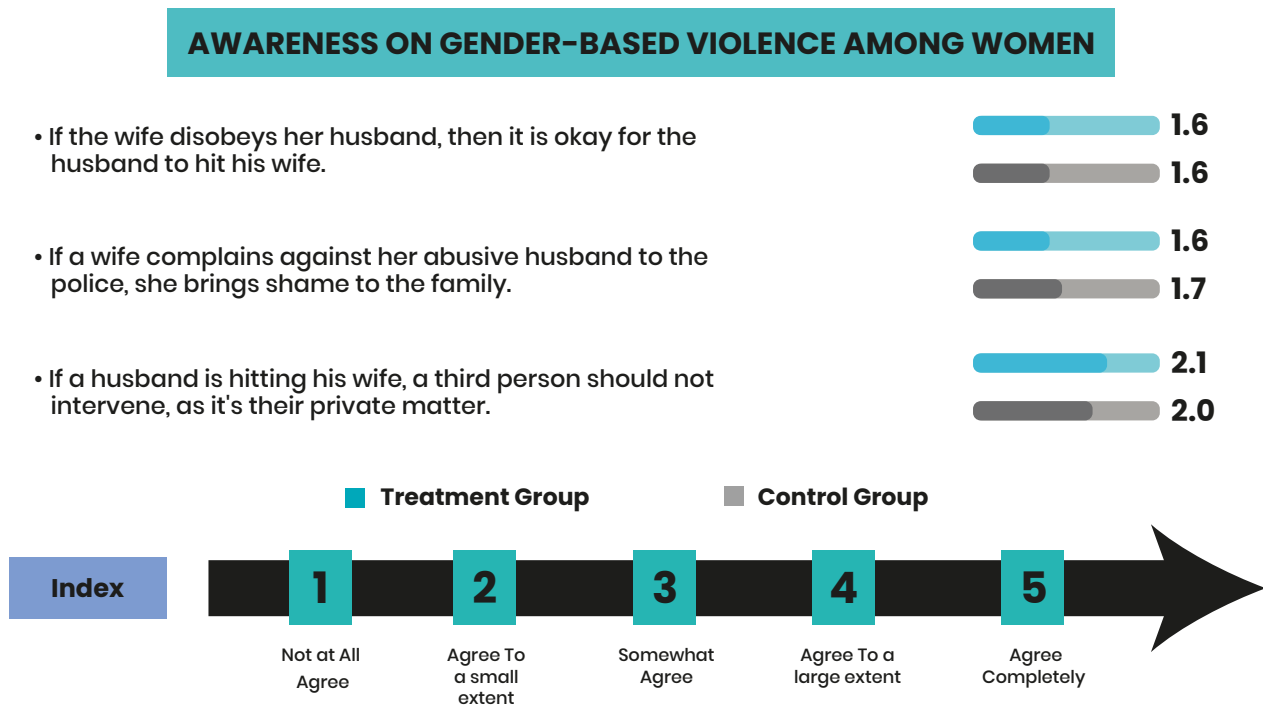 AWARENESS ON GENDER-BASED VIOLENCE AMONG WOMEN
• If the wife disobeys her husband, then it is okay for the
husband to hit his wife.
1.6
1.6
• If a wife complains against her abusive husband to the
police, she brings shame to the family.
1.6
1.7
• If a husband is hitting his wife, a third person should not
intervene, as it's their private matter.
2.1
2.0
Treatment Group
Control Group
Index
1
2
3
4
5
Not at All
Agree
Agree To
a small
extent
Somewhat
Agree
Agree To a
large extent
Agree
Completely